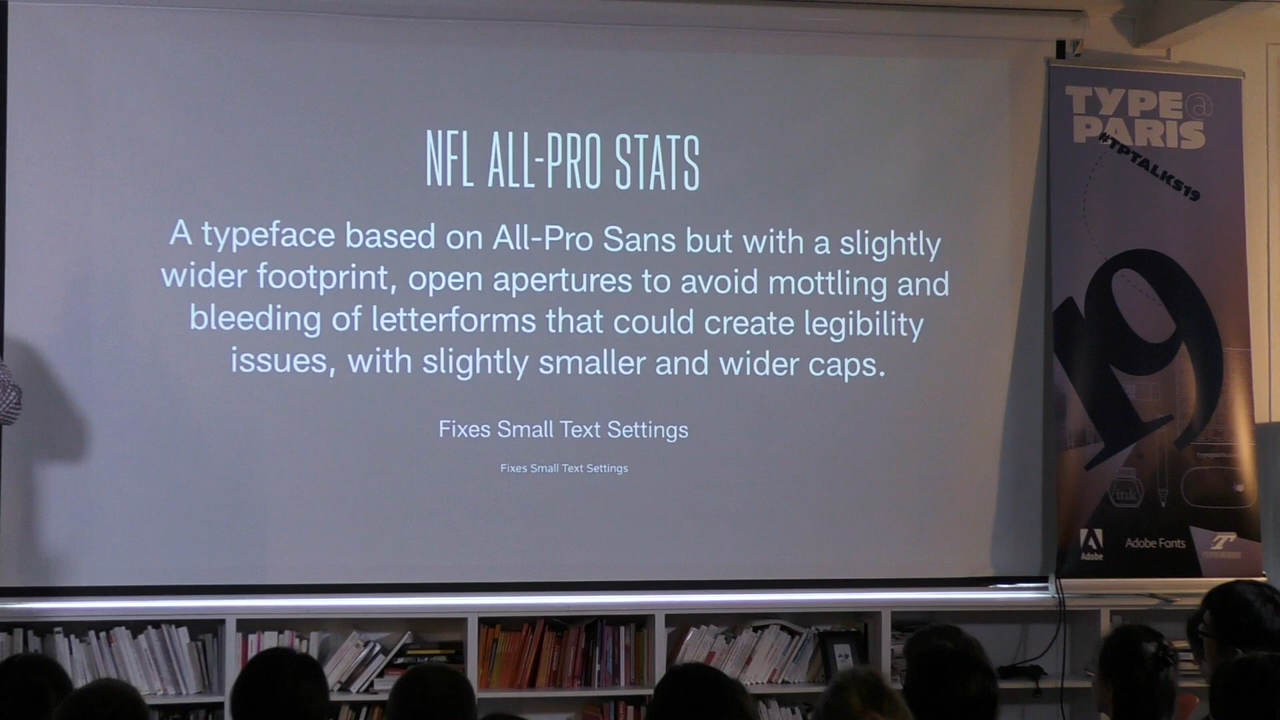 NFL ALL-PRO STATS
A typeface based on All-Pro Sans but with a slightly
wider footprint, open apertures to avoid mottling and
bleeding of letterforms that could create legibility
issues, with slightly smaller and wider caps.
Fixes Small Text Settings
Fixes Small Text Settings
TYPE@
PARIS
#TPTALKS19
19
ink
Adobe
Adobe Fonts